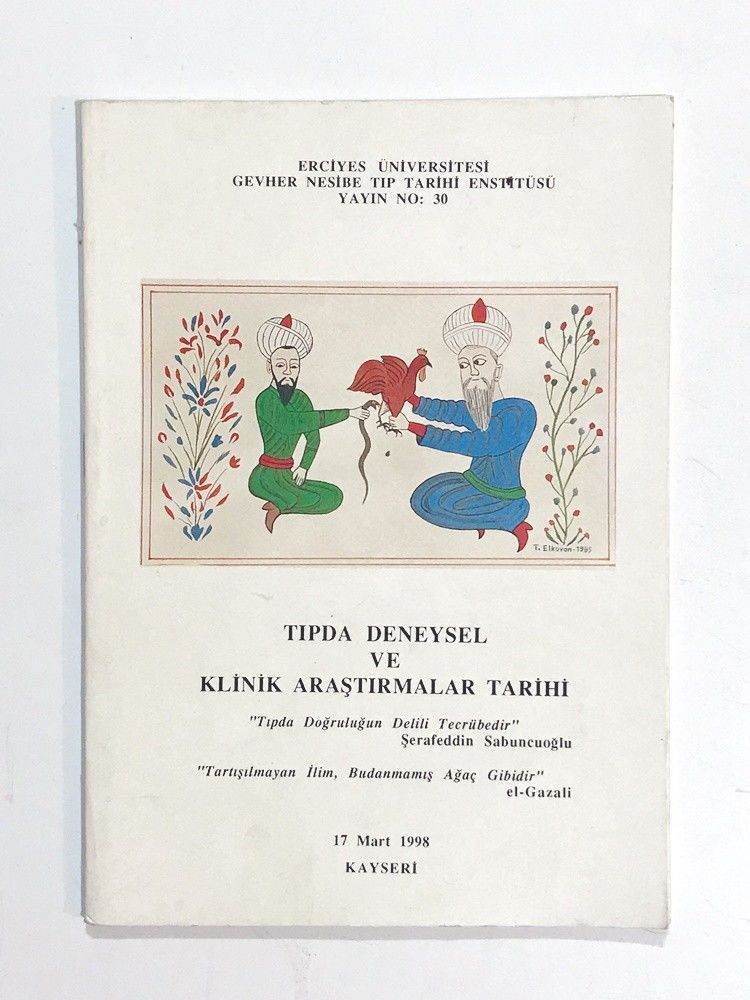 ERCİYES ÜNİVERSİTESİ
GEVHER NESİBE TIP TARİHİ ENSTİTÜSÜ
YAYIN NO: 30
T. Elkovan-1995
TIPDA DENEYSEL
VE
KLİNİK ARAŞTIRMALAR TARİHİ
"Tıpda Doğruluğun Delili Tecrübedir"
Şerafeddin Sabuncuoğlu
"Tartışılmayan İlim, Budanmamış Ağaç Gibidir"
el-Gazali
17 Mart 1998
KAYSERİ